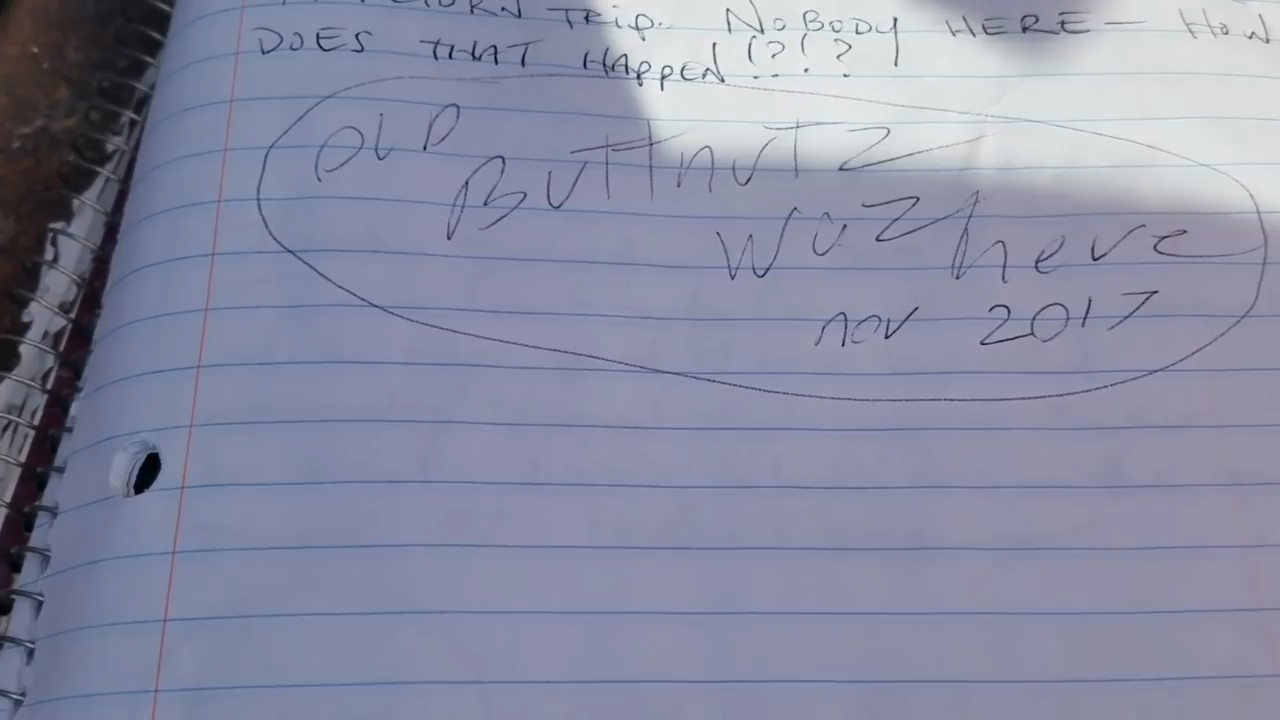 TRIP. NOBODY HERE — HOW
DOES THAT HAPPEN!?!?
OLD
BUTTnUTZ
WUZ here
nov 2017